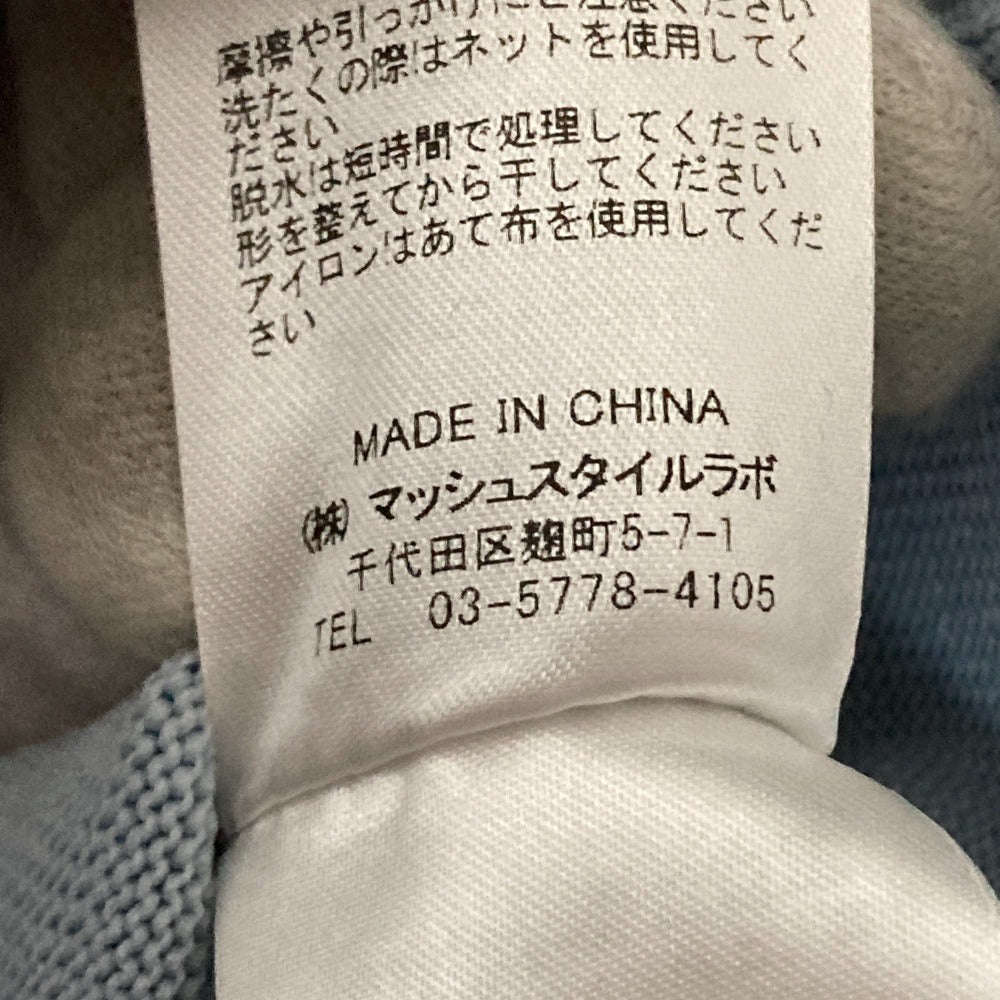 摩擦や引っかけにご注意ください
洗たくの際はネットを使用してく
ださい
脱水は短時間で処理してください
形を整えてから干してください
アイロンはあて布を使用してくだ
さい
MADE IN CHINA
(株)マッシュスタイルラボ
千代田区麹町5-7-1
TEL 03-5778-4105